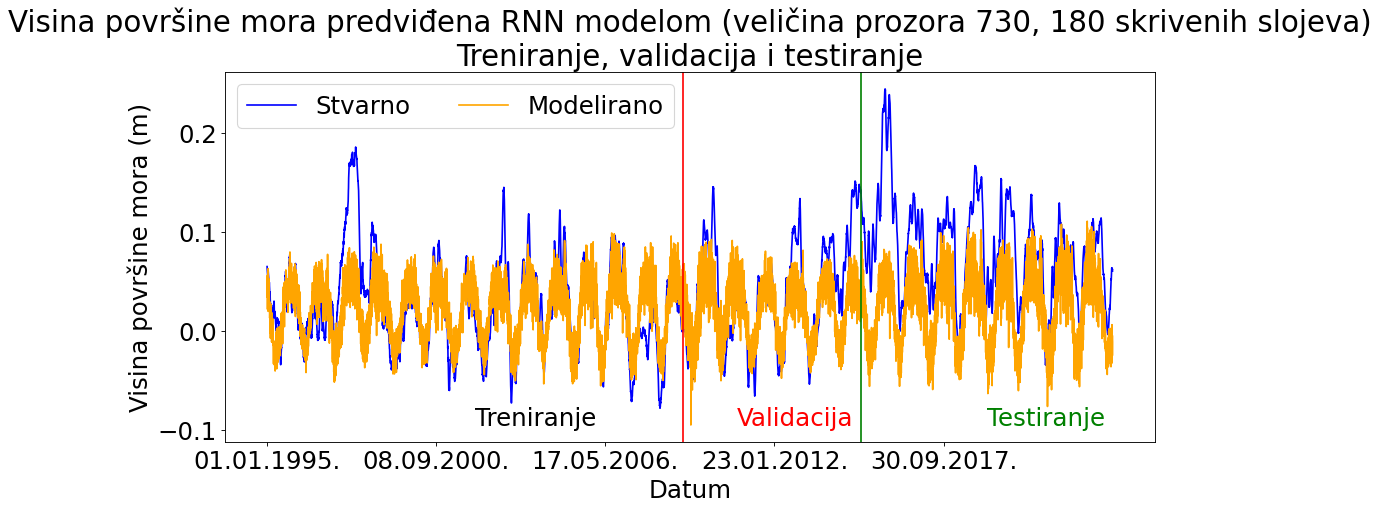 Visina površine mora predviđena RNN modelom (veličina prozora 730, 180 skrivenih slojeva)
Treniranje, validacija i testiranje
Stvarno
Modelirano
Visina površine mora (m)
0.2
0.1
0.0
−0.1
Treniranje
Validacija
Testiranje
01.01.1995.
08.09.2000.
17.05.2006.
23.01.2012.
30.09.2017.
Datum